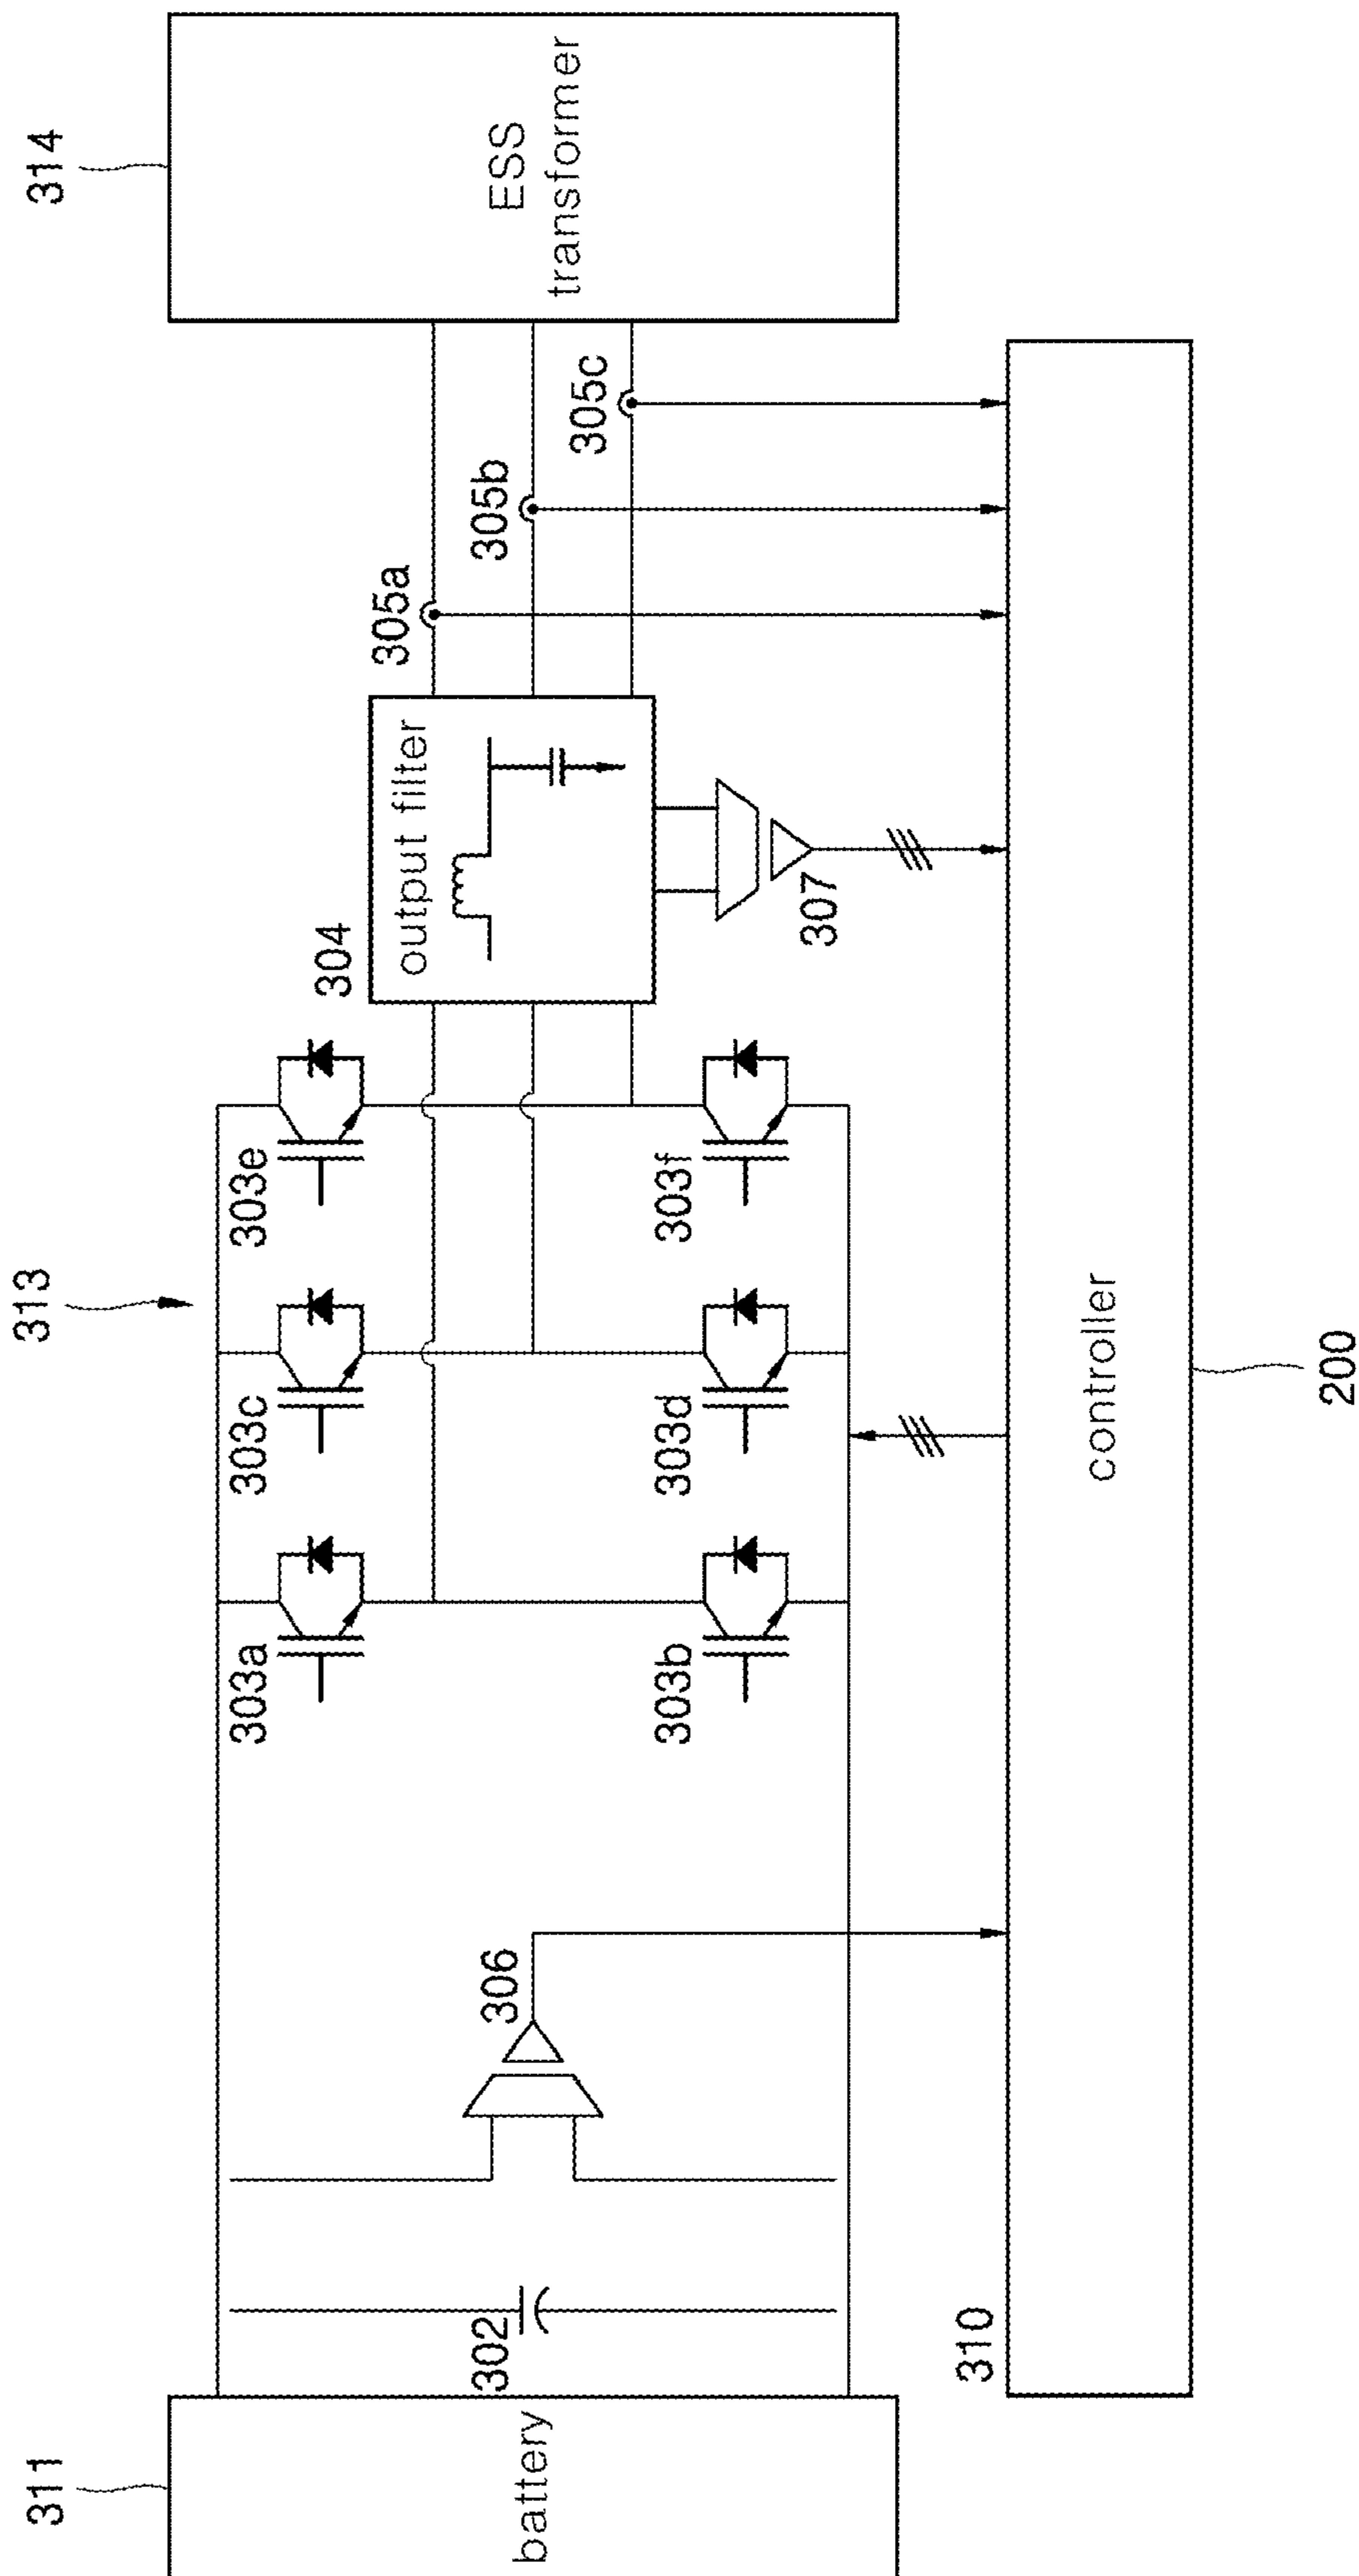 313
311
314
battery
302
306
303a
303c
303e
303b
303d
303f
304
output filter
307
305a
305b
305c
ESS
transformer
310
controller
200